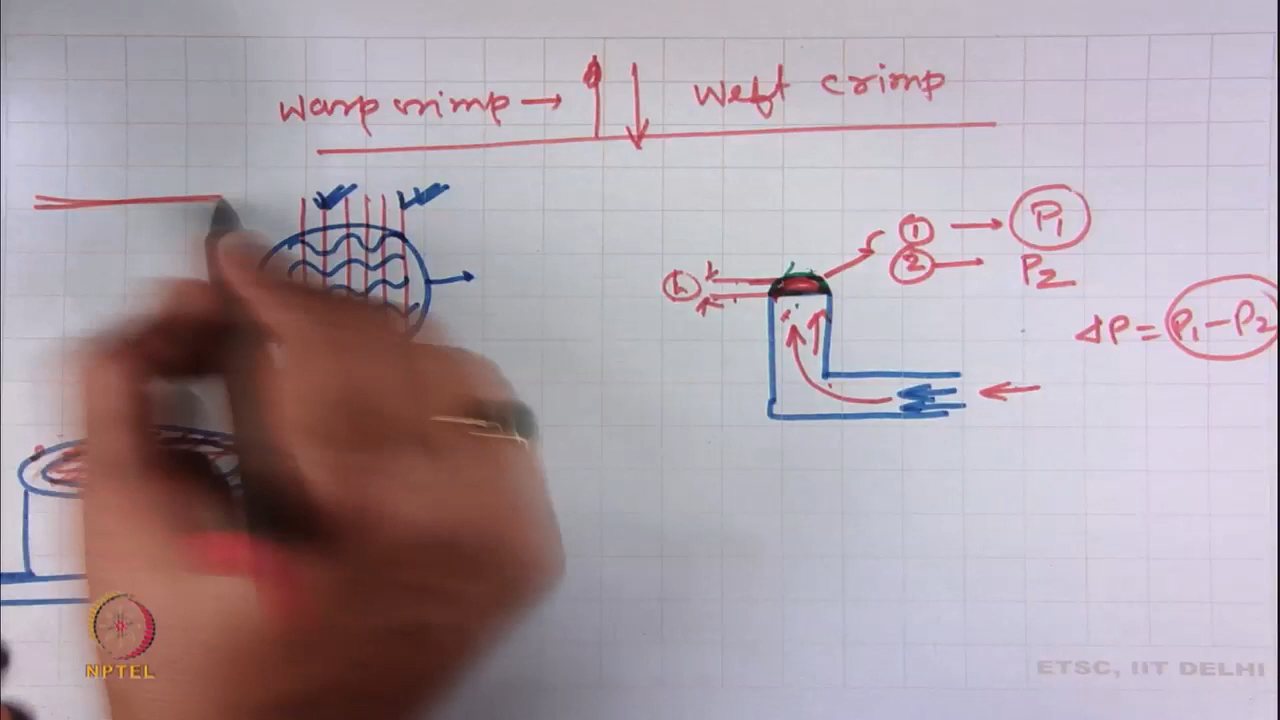 Warp crimp → ↑ ↓ Weft crimp
① → P₁
② → P₂
h
ΔP = P₁ - P₂
NPTEL
ETSC, IIT DELHI